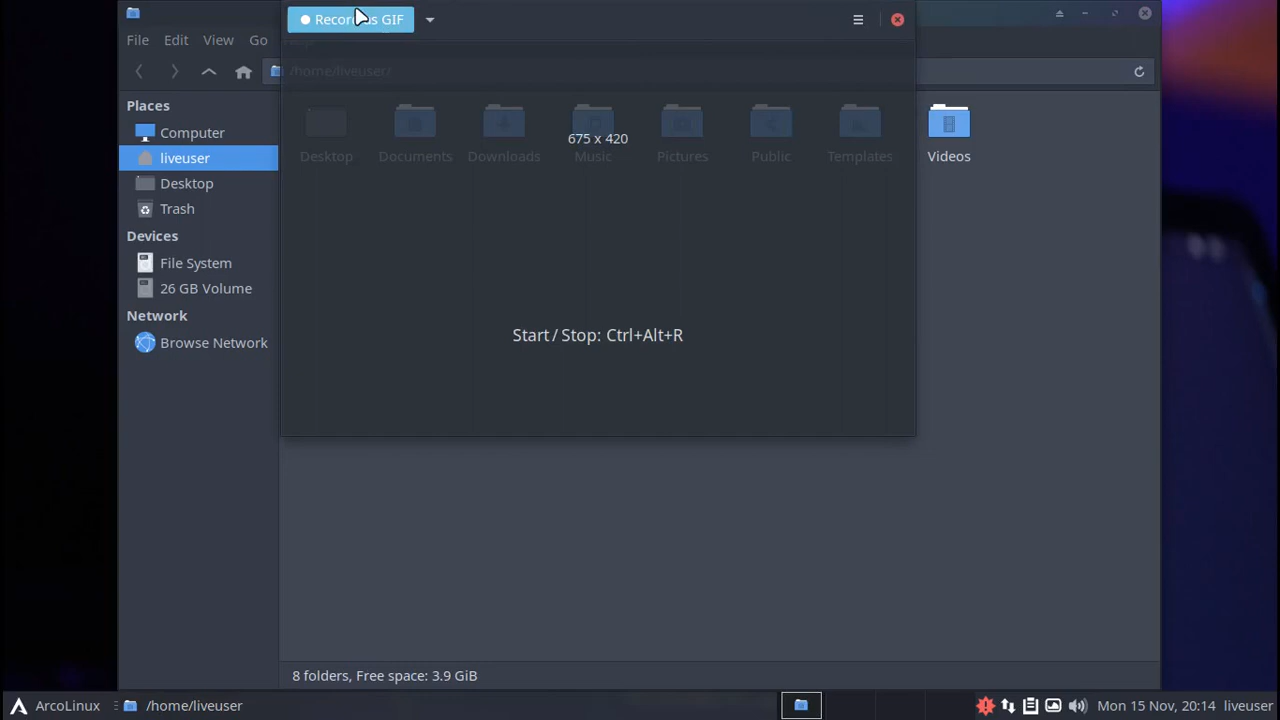 Record as GIF
File Edit View Go
/home/liveuser/
Places
Computer
liveuser
Desktop
Trash
Devices
File System
26 GB Volume
Network
Browse Network
Desktop Documents Downloads Music Pictures Public Templates Videos
675 x 420
Start / Stop: Ctrl+Alt+R
8 folders, Free space: 3.9 GiB
ArcoLinux /home/liveuser Mon 15 Nov, 20:14 liveuser